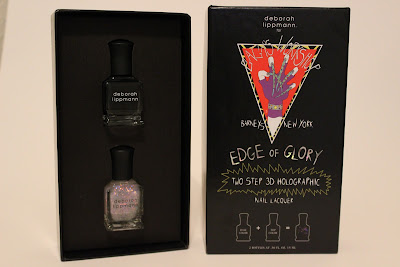 deborah
lippmann
deborah
lippmann
deborah
lippmann
BARNEYS NEW YORK
EDGE OF GLORY
TWO STEP 3D HOLOGRAPHIC
NAIL LACQUER